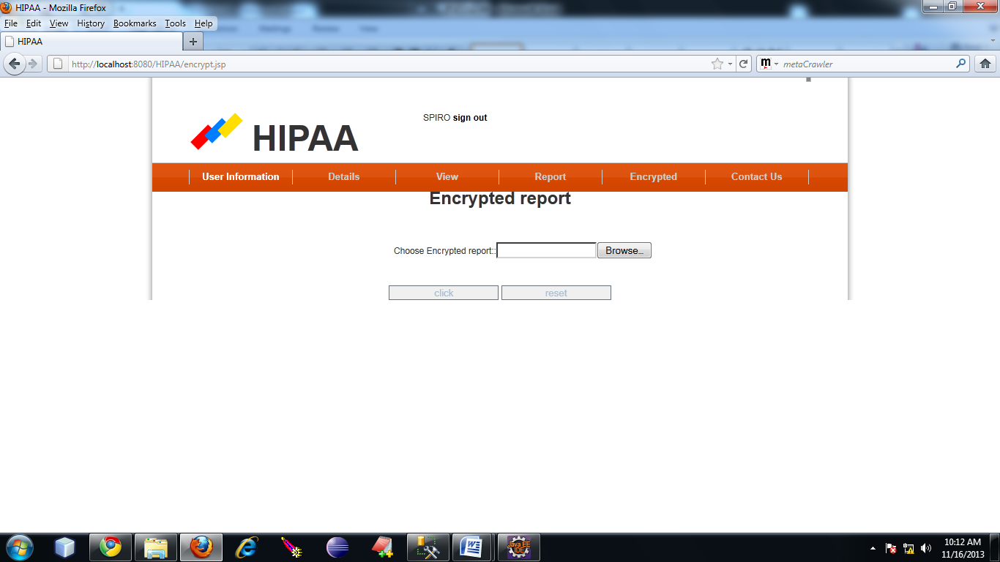 HIPAA - Mozilla Firefox
File Edit View History Bookmarks Tools Help
HIPAA
http://localhost:8080/HIPAA/encrypt.jsp
m metaCrawler
SPIRO sign out
HIPAA
User Information Details View Report Encrypted Contact Us
Encrypted report
Choose Encrypted report:: Browse...
click reset
Java EE
IDE
10:12 AM
11/16/2013